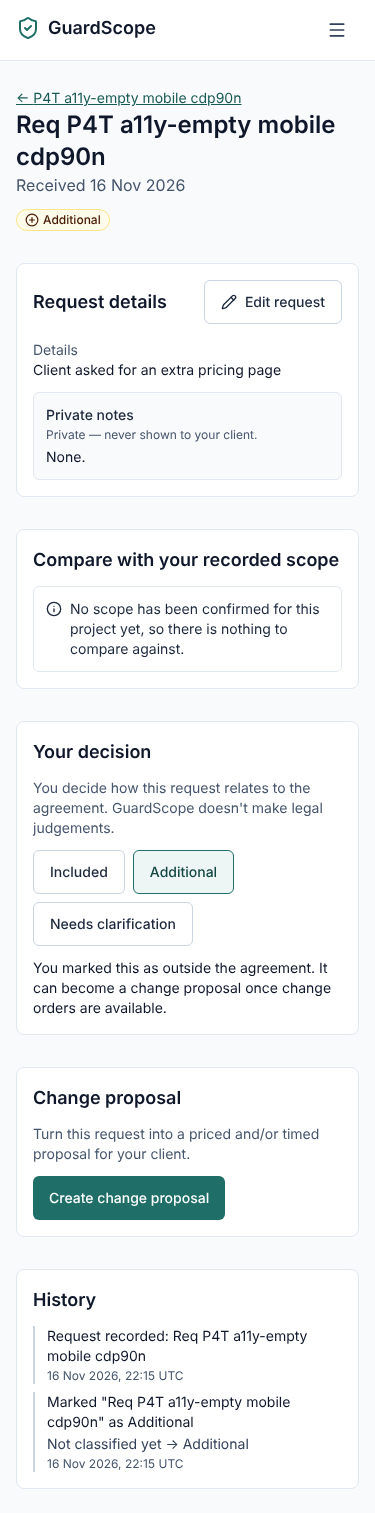 GuardScope
← P4T a11y-empty mobile cdp90n
Req P4T a11y-empty mobile
cdp90n
Received 16 Nov 2026
Additional
Request details
Edit request
Details
Client asked for an extra pricing page
Private notes
Private — never shown to your client.
None.
Compare with your recorded scope
No scope has been confirmed for this
project yet, so there is nothing to
compare against.
Your decision
You decide how this request relates to the
agreement. GuardScope doesn't make legal
judgements.
Included
Additional
Needs clarification
You marked this as outside the agreement. It
can become a change proposal once change
orders are available.
Change proposal
Turn this request into a priced and/or timed
proposal for your client.
Create change proposal
History
Request recorded: Req P4T a11y-empty
mobile cdp90n
16 Nov 2026, 22:15 UTC
Marked "Req P4T a11y-empty mobile
cdp90n" as Additional
Not classified yet → Additional
16 Nov 2026, 22:15 UTC